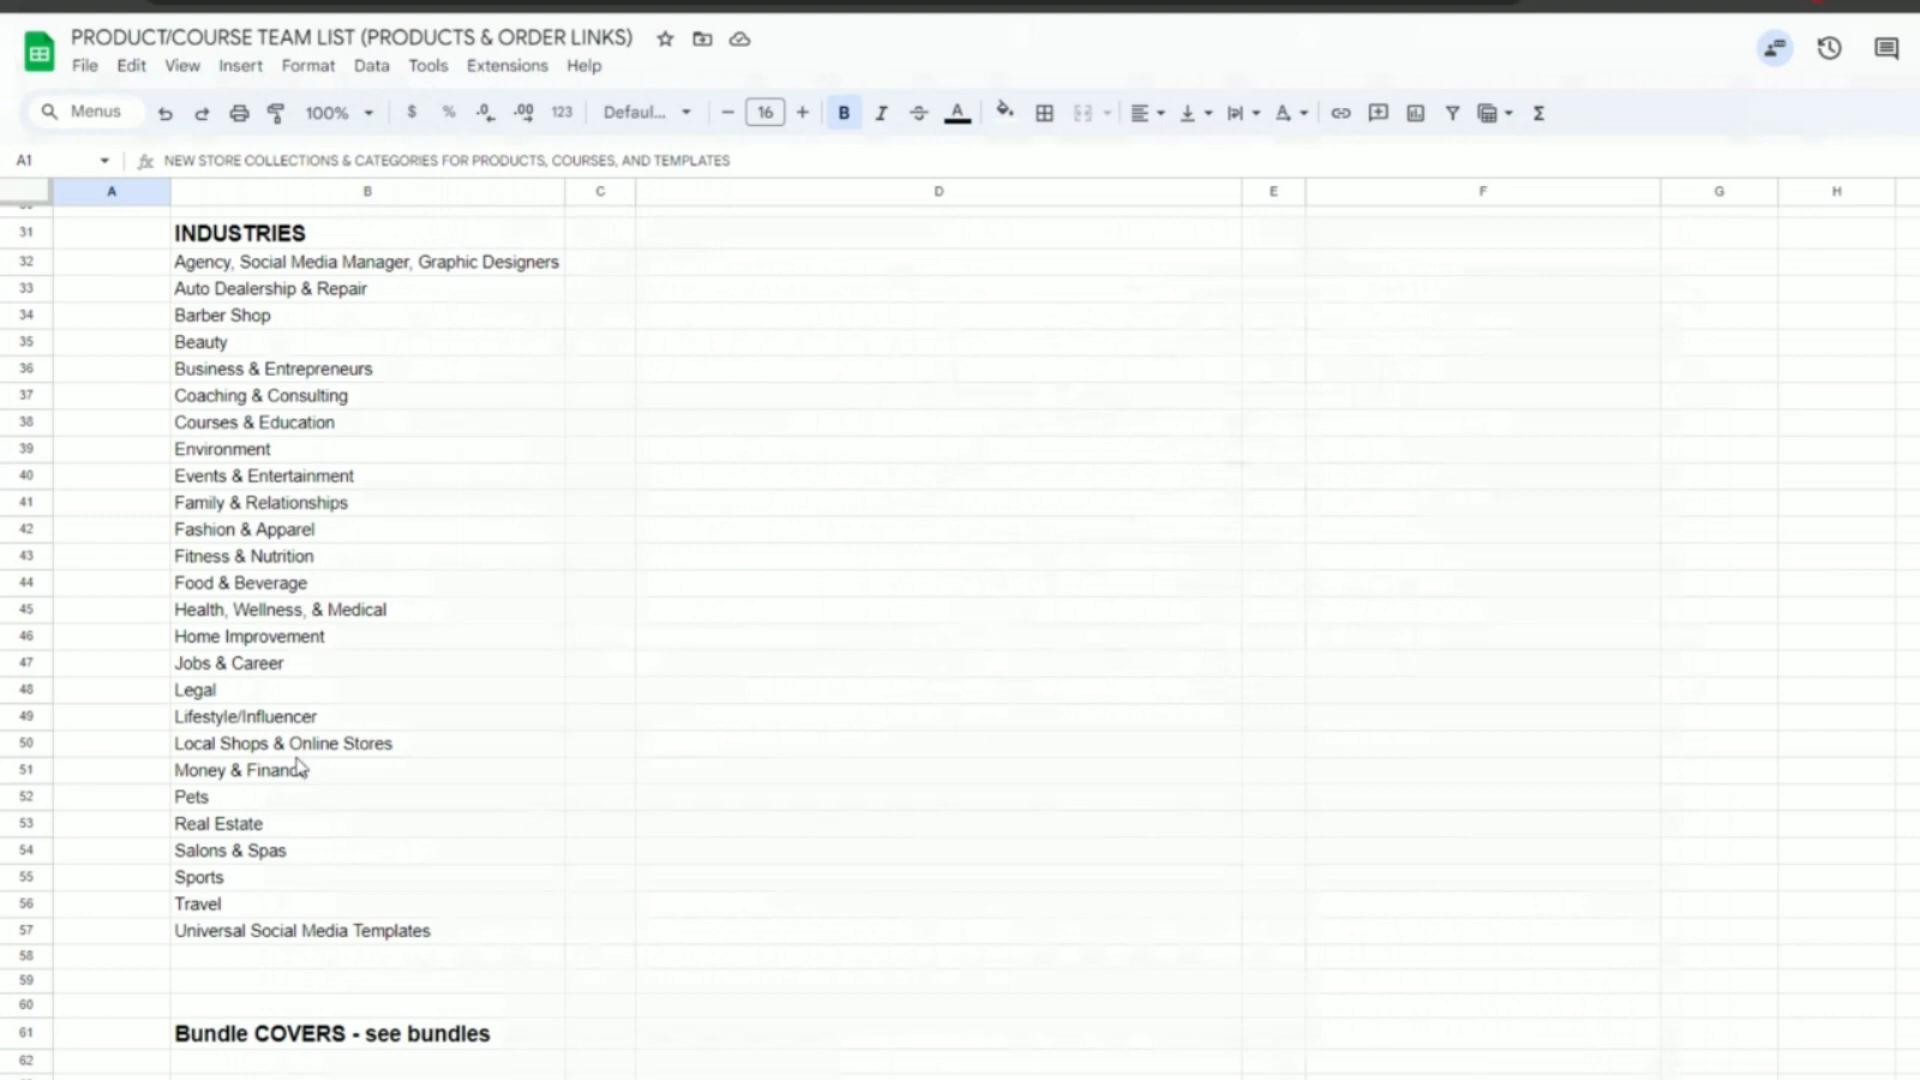 PRODUCT/COURSE TEAM LIST (PRODUCTS & ORDER LINKS)
File Edit View Insert Format Data Tools Extensions Help
Menus 100% $ % .0 .00 123 Defaul... 16 B I A A Σ
A1 fx NEW STORE COLLECTIONS & CATEGORIES FOR PRODUCTS, COURSES, AND TEMPLATES
A B C D E F G H
31 INDUSTRIES
32 Agency, Social Media Manager, Graphic Designers
33 Auto Dealership & Repair
34 Barber Shop
35 Beauty
36 Business & Entrepreneurs
37 Coaching & Consulting
38 Courses & Education
39 Environment
40 Events & Entertainment
41 Family & Relationships
42 Fashion & Apparel
43 Fitness & Nutrition
44 Food & Beverage
45 Health, Wellness, & Medical
46 Home Improvement
47 Jobs & Career
48 Legal
49 Lifestyle/Influencer
50 Local Shops & Online Stores
51 Money & Finance
52 Pets
53 Real Estate
54 Salons & Spas
55 Sports
56 Travel
57 Universal Social Media Templates
58
59
60
61 Bundle COVERS - see bundles
62